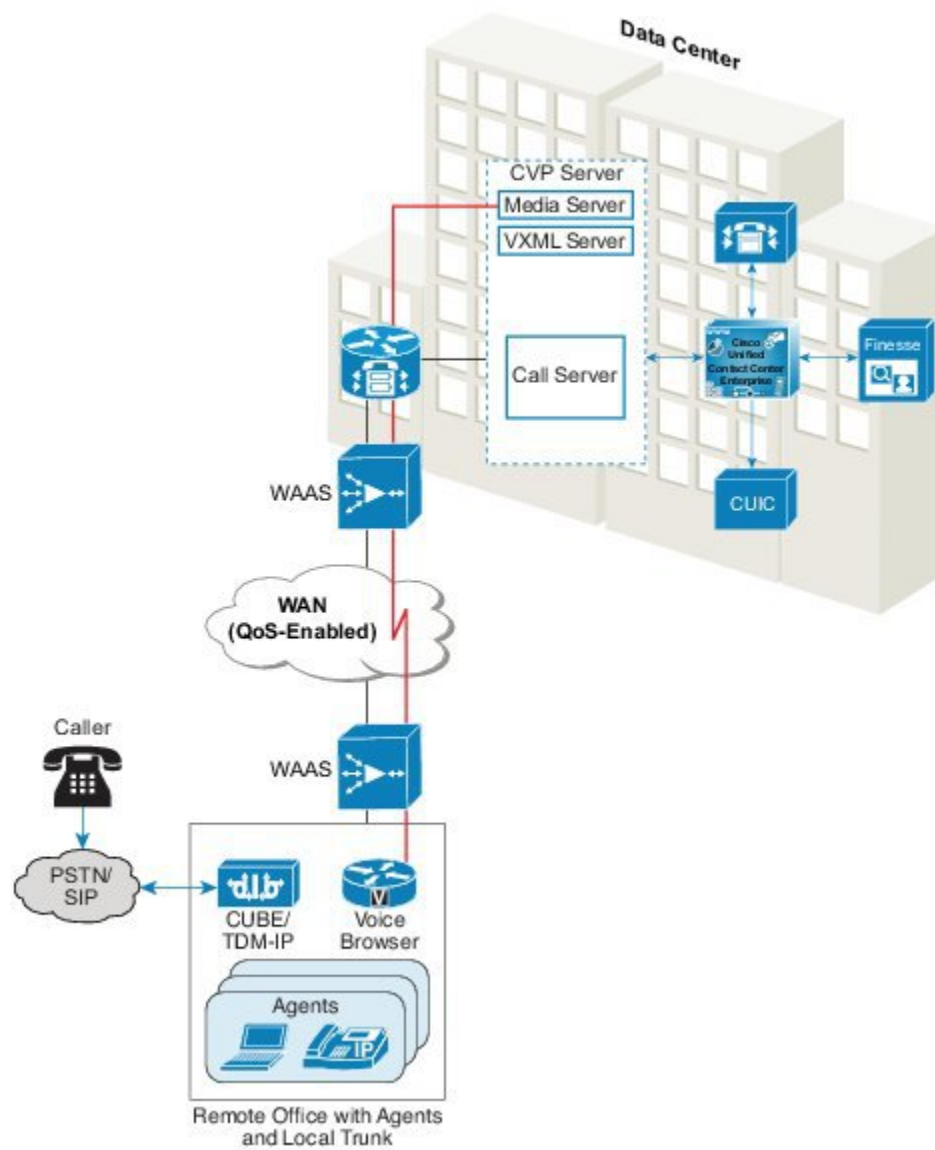 Data Center
CVP Server
Media Server
VXML Server
Call Server
www
Cisco
Unified
Contact Center
Enterprise
Finesse
CUIC
WAAS
WAN
(QoS-Enabled)
WAAS
Caller
PSTN/
SIP
CUBE/
TDM-IP
V
Voice
Browser
Agents
IP
Remote Office with Agents
and Local Trunk